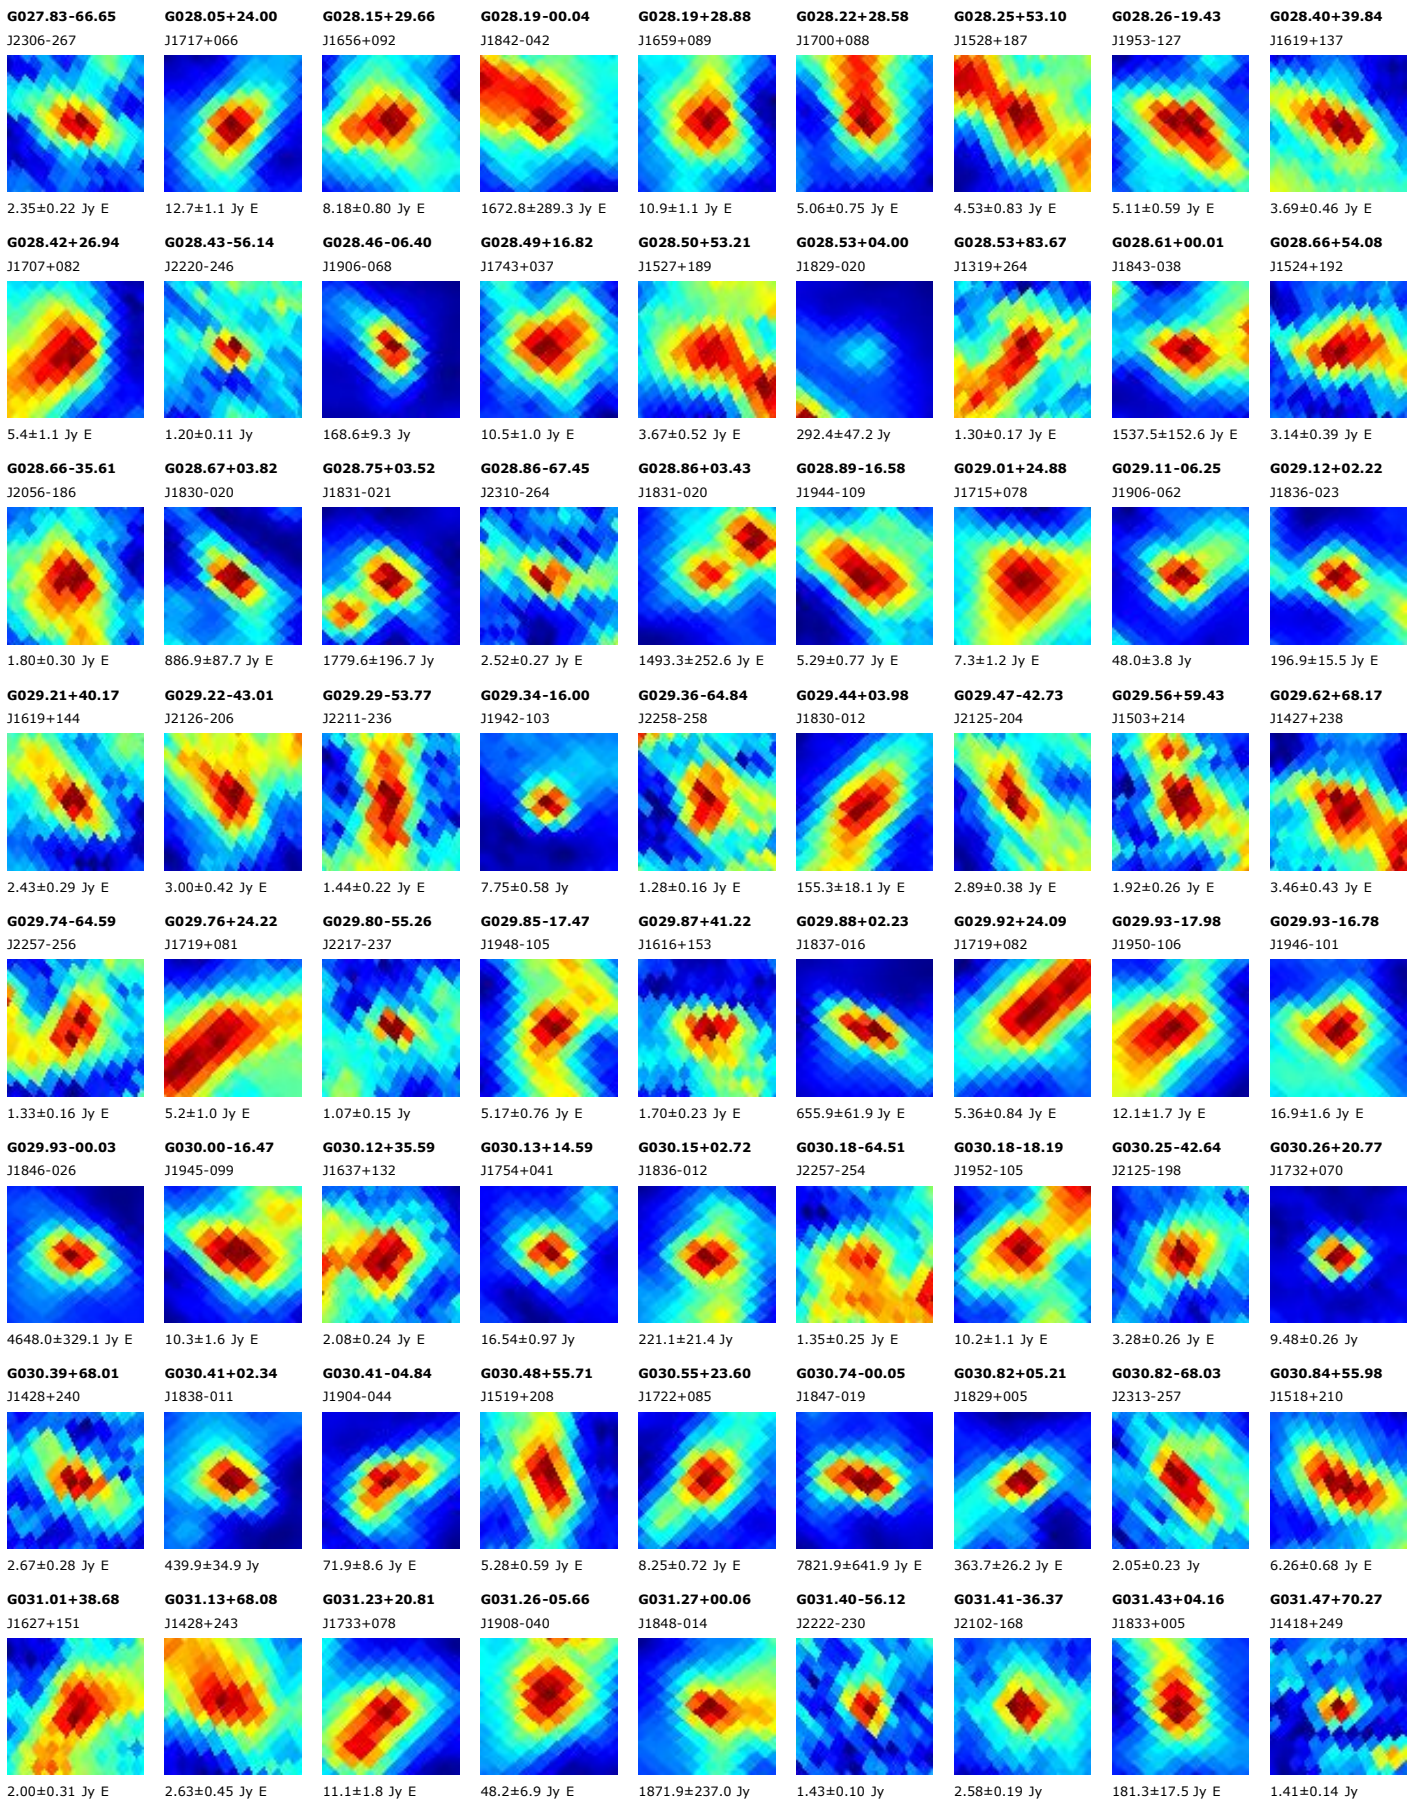 G027.83-66.65 G028.05+24.00 G028.15+29.66 G028.19-00.04 G028.19+28.88 G028.22+28.58 G028.25+53.10 G028.26-19.43 G028.40+39.84
J2306-267 J1717+066 J1656+092 J1842-042 J1659+089 J1700+088 J1528+187 J1953-127 J1619+137
2.35±0.22 Jy E 12.7±1.1 Jy E 8.18±0.80 Jy E 1672.8±289.3 Jy E 10.9±1.1 Jy E 5.06±0.75 Jy E 4.53±0.83 Jy E 5.11±0.59 Jy E 3.69±0.46 Jy E
G028.42+26.94 G028.43-56.14 G028.46-06.40 G028.49+16.82 G028.50+53.21 G028.53+04.00 G028.53+83.67 G028.61+00.01 G028.66+54.08
J1707+082 J2220-246 J1906-068 J1743+037 J1527+189 J1829-020 J1319+264 J1843-038 J1524+192
5.4±1.1 Jy E 1.20±0.11 Jy 168.6±9.3 Jy 10.5±1.0 Jy E 3.67±0.52 Jy E 292.4±47.2 Jy 1.30±0.17 Jy E 1537.5±152.6 Jy E 3.14±0.39 Jy E
G028.66-35.61 G028.67+03.82 G028.75+03.52 G028.86-67.45 G028.86+03.43 G028.89-16.58 G029.01+24.88 G029.11-06.25 G029.12+02.22
J2056-186 J1830-020 J1831-021 J2310-264 J1831-020 J1944-109 J1715+078 J1906-062 J1836-023
1.80±0.30 Jy E 886.9±87.7 Jy E 1779.6±196.7 Jy 2.52±0.27 Jy E 1493.3±252.6 Jy E 5.29±0.77 Jy E 7.3±1.2 Jy E 48.0±3.8 Jy 196.9±15.5 Jy E
G029.21+40.17 G029.22-43.01 G029.29-53.77 G029.34-16.00 G029.36-64.84 G029.44+03.98 G029.47-42.73 G029.56+59.43 G029.62+68.17
J1619+144 J2126-206 J2211-236 J1942-103 J2258-258 J1830-012 J2125-204 J1503+214 J1427+238
2.43±0.29 Jy E 3.00±0.42 Jy E 1.44±0.22 Jy E 7.75±0.58 Jy 1.28±0.16 Jy E 155.3±18.1 Jy E 2.89±0.38 Jy E 1.92±0.26 Jy E 3.46±0.43 Jy E
G029.74-64.59 G029.76+24.22 G029.80-55.26 G029.85-17.47 G029.87+41.22 G029.88+02.23 G029.92+24.09 G029.93-17.98 G029.93-16.78
J2257-256 J1719+081 J2217-237 J1948-105 J1616+153 J1837-016 J1719+082 J1950-106 J1946-101
1.33±0.16 Jy E 5.2±1.0 Jy E 1.07±0.15 Jy 5.17±0.76 Jy E 1.70±0.23 Jy E 655.9±61.9 Jy E 5.36±0.84 Jy E 12.1±1.7 Jy E 16.9±1.6 Jy E
G029.93-00.03 G030.00-16.47 G030.12+35.59 G030.13+14.59 G030.15+02.72 G030.18-64.51 G030.18-18.19 G030.25-42.64 G030.26+20.77
J1846-026 J1945-099 J1637+132 J1754+041 J1836-012 J2257-254 J1952-105 J2125-198 J1732+070
4648.0±329.1 Jy E 10.3±1.6 Jy E 2.08±0.24 Jy E 16.54±0.97 Jy 221.1±21.4 Jy 1.35±0.25 Jy E 10.2±1.1 Jy E 3.28±0.26 Jy E 9.48±0.26 Jy
G030.39+68.01 G030.41+02.34 G030.41-04.84 G030.48+55.71 G030.55+23.60 G030.74-00.05 G030.82+05.21 G030.82-68.03 G030.84+55.98
J1428+240 J1838-011 J1904-044 J1519+208 J1722+085 J1847-019 J1829+005 J2313-257 J1518+210
2.67±0.28 Jy E 439.9±34.9 Jy 71.9±8.6 Jy E 5.28±0.59 Jy E 8.25±0.72 Jy E 7821.9±641.9 Jy E 363.7±26.2 Jy E 2.05±0.23 Jy 6.26±0.68 Jy E
G031.01+38.68 G031.13+68.08 G031.23+20.81 G031.26-05.66 G031.27+00.06 G031.40-56.12 G031.41-36.37 G031.43+04.16 G031.47+70.27
J1627+151 J1428+243 J1733+078 J1908-040 J1848-014 J2222-230 J2102-168 J1833+005 J1418+249
2.00±0.31 Jy E 2.63±0.45 Jy E 11.1±1.8 Jy E 48.2±6.9 Jy E 1871.9±237.0 Jy E 1.43±0.10 Jy 2.58±0.19 Jy 181.3±17.5 Jy E 1.41±0.14 Jy